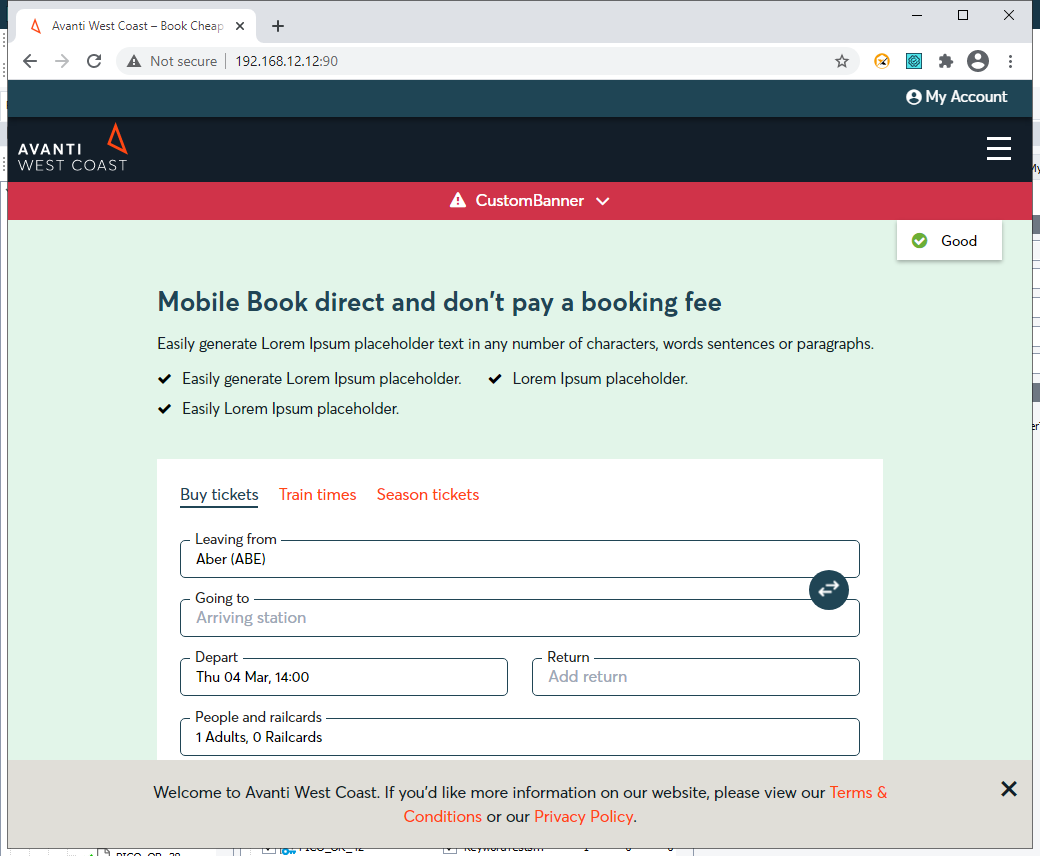 Avanti West Coast – Book Cheap
Not secure
192.168.12.12:90
My Account
AVANTI
WEST COAST
CustomBanner
Good
Mobile Book direct and don't pay a booking fee
Easily generate Lorem Ipsum placeholder text in any number of characters, words sentences or paragraphs.
Easily generate Lorem Ipsum placeholder. Lorem Ipsum placeholder.
Easily Lorem Ipsum placeholder.
Buy tickets Train times Season tickets
Leaving from
Aber (ABE)
Going to
Arriving station
Depart Return
Thu 04 Mar, 14:00 Add return
People and railcards
1 Adults, 0 Railcards
Welcome to Avanti West Coast. If you'd like more information on our website, please view our Terms &
Conditions or our Privacy Policy.